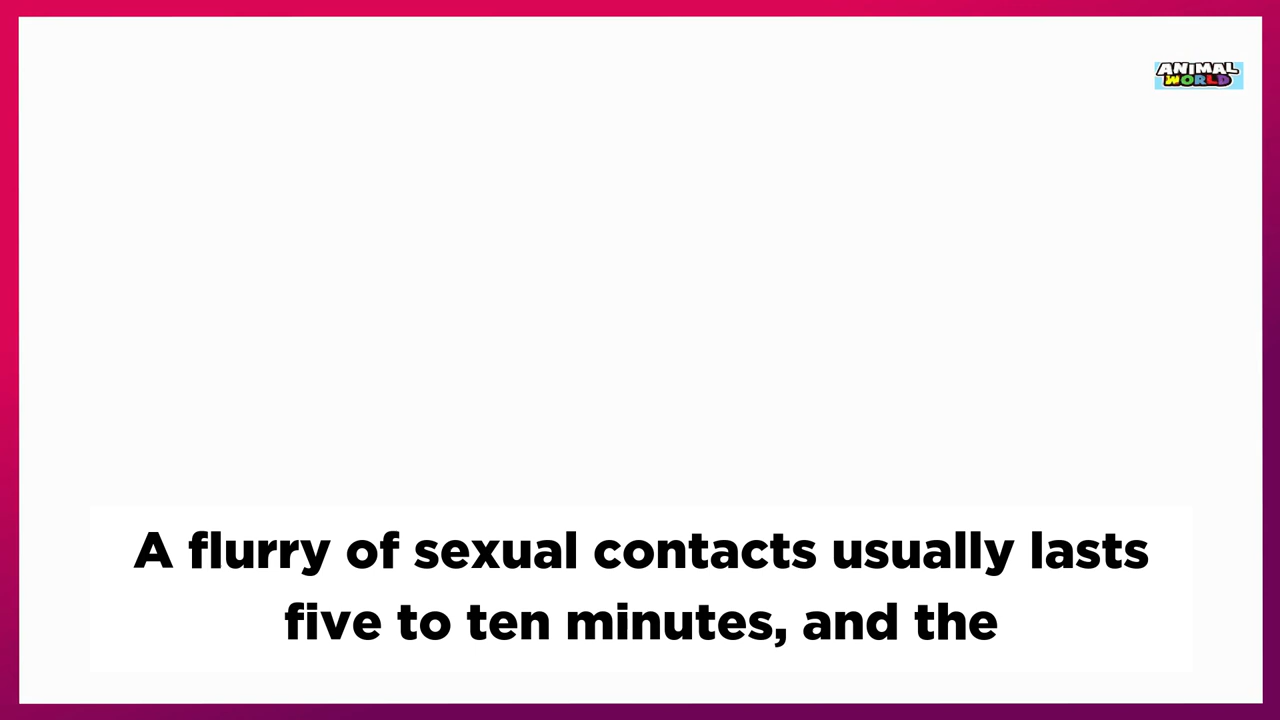 ANIMAL
WORLD
A flurry of sexual contacts usually lasts
five to ten minutes, and the